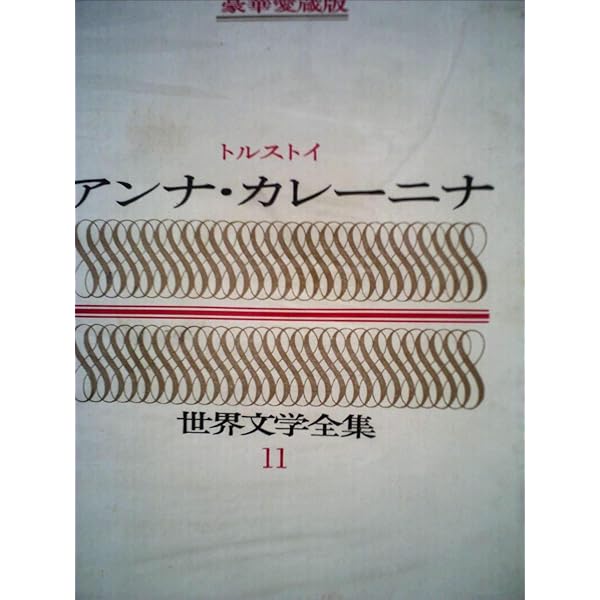 豪華愛蔵版
トルストイ
アンナ・カレーニナ
世界文学全集
11